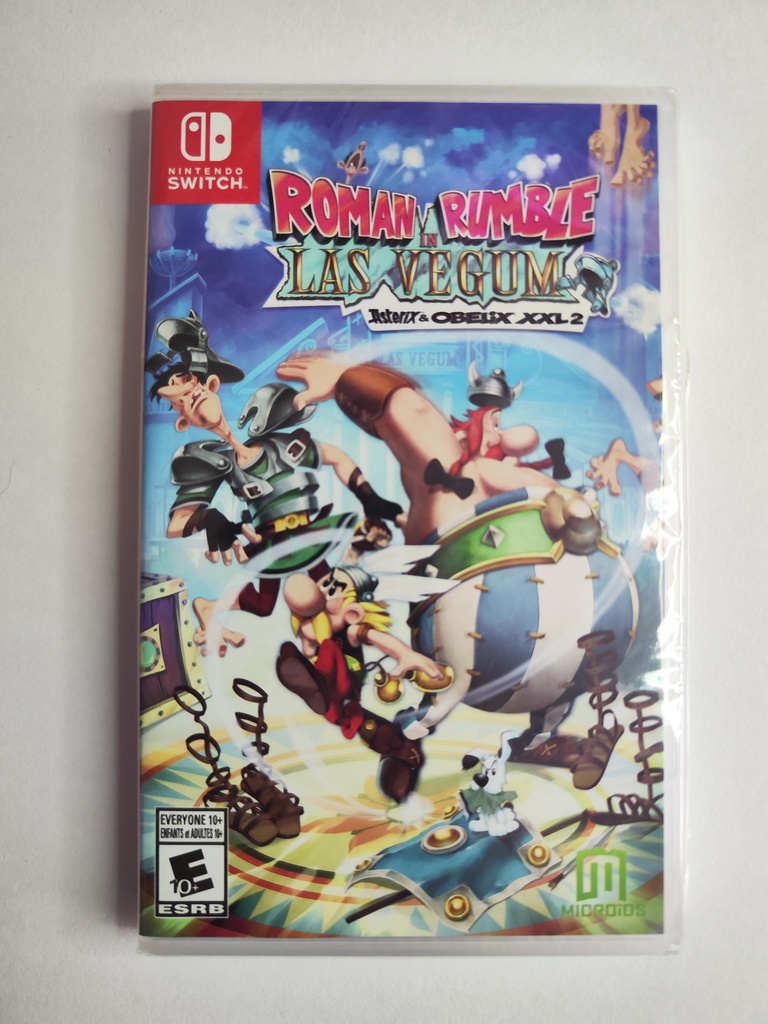 NINTENDO
SWITCH™
ROMAN RUMBLE
IN
LAS VEGUM
Asterix & OBELIX XXL 2
LAS VEGUM
EVERYONE 10+
ENFANTS et ADULTES 10+
E
10+
ESRB
MICROIDS